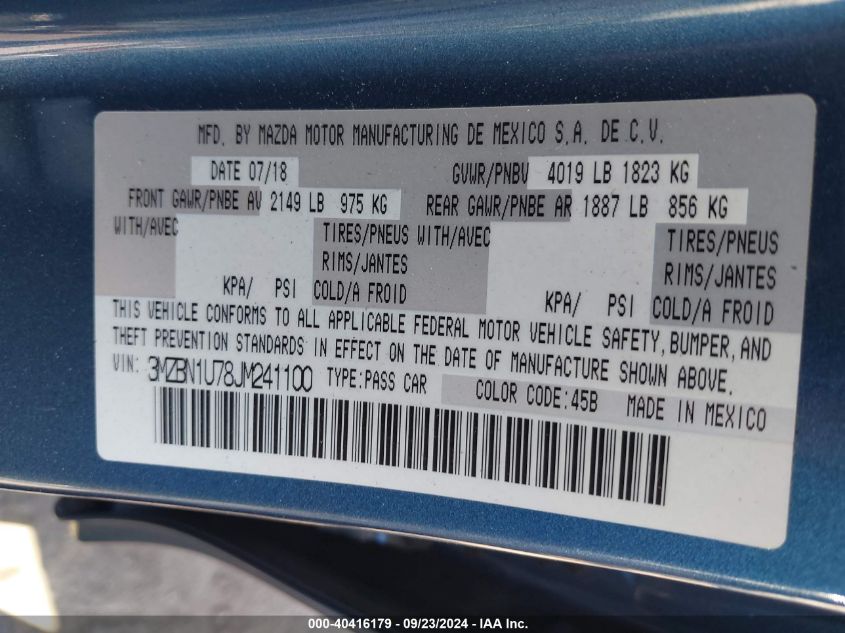 MFD. BY MAZDA MOTOR MANUFACTURING DE MEXICO S.A. DE C.V.
DATE 07/18 GVWR/PNBV 4019 LB 1823 KG
FRONT GAWR/PNBE AV 2149 LB 975 KG REAR GAWR/PNBE AR 1887 LB 856 KG
WITH/AVEC TIRES/PNEUS WITH/AVEC TIRES/PNEUS
RIMS/JANTES RIMS/JANTES
KPA/ PSI COLD/A FROID KPA/ PSI COLD/A FROID
THIS VEHICLE CONFORMS TO ALL APPLICABLE FEDERAL MOTOR VEHICLE SAFETY, BUMPER, AND
THEFT PREVENTION STANDARDS IN EFFECT ON THE DATE OF MANUFACTURE SHOWN ABOVE.
VIN: 3MZBN1U78JM241100 TYPE:PASS CAR COLOR CODE:45B MADE IN MEXICO
000-40416179 - 09/23/2024 - IAA Inc.